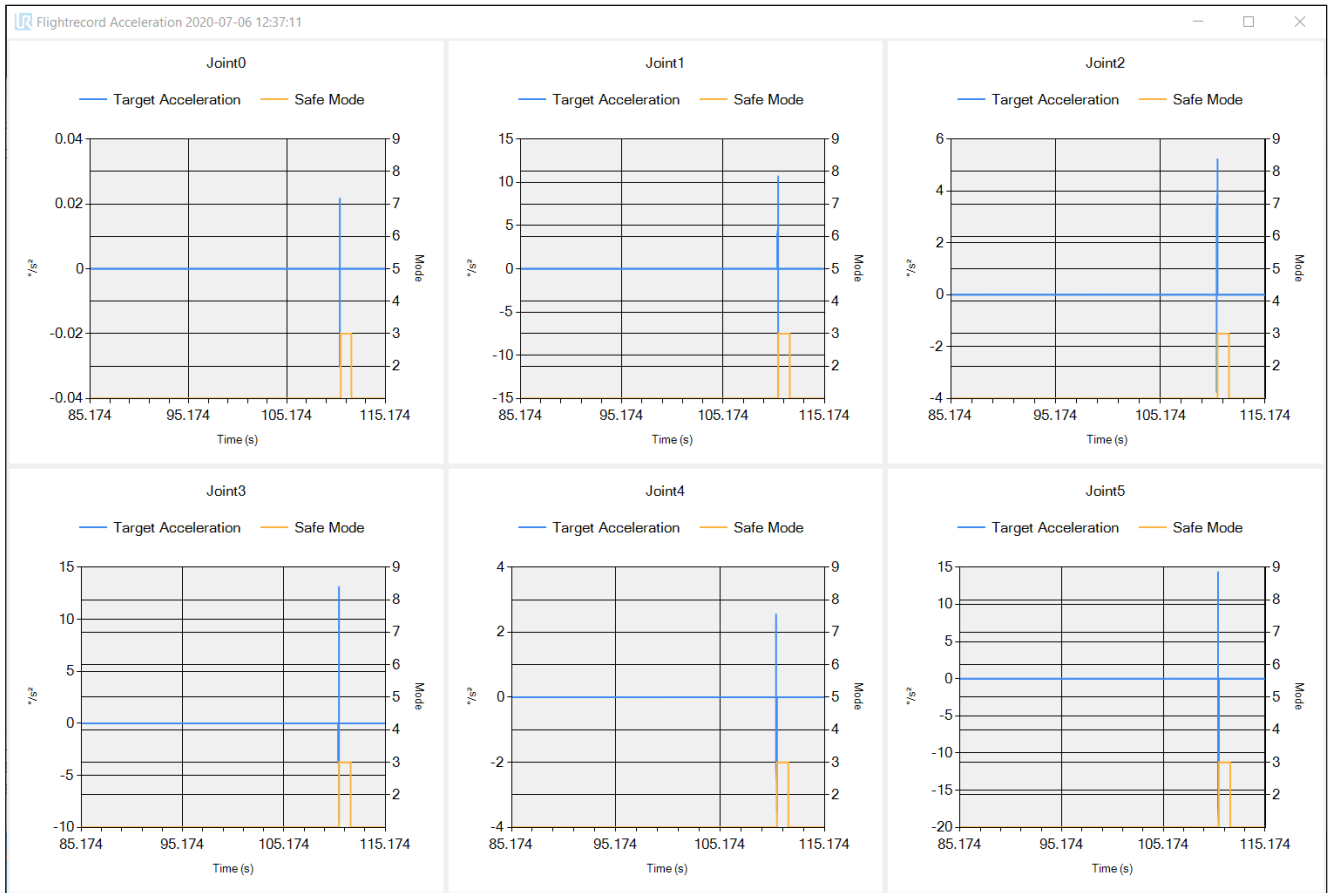 UR Flightrecord Acceleration 2020-07-06 12:37:11
Joint0
Target Acceleration Safe Mode
0.04
0.02
0
-0.02
-0.04
°/s²
9
8
7
6
5
4
3
2
Mode
85.174 95.174 105.174 115.174
Time (s)
Joint1
Target Acceleration Safe Mode
15
10
5
0
-5
-10
-15
°/s²
9
8
7
6
5
4
3
2
Mode
85.174 95.174 105.174 115.174
Time (s)
Joint2
Target Acceleration Safe Mode
6
4
2
0
-2
-4
°/s²
9
8
7
6
5
4
3
2
Mode
85.174 95.174 105.174 115.174
Time (s)
Joint3
Target Acceleration Safe Mode
15
10
5
0
-5
-10
°/s²
9
8
7
6
5
4
3
2
Mode
85.174 95.174 105.174 115.174
Time (s)
Joint4
Target Acceleration Safe Mode
4
2
0
-2
-4
°/s²
9
8
7
6
5
4
3
2
Mode
85.174 95.174 105.174 115.174
Time (s)
Joint5
Target Acceleration Safe Mode
15
10
5
0
-5
-10
-15
-20
°/s²
9
8
7
6
5
4
3
2
Mode
85.174 95.174 105.174 115.174
Time (s)